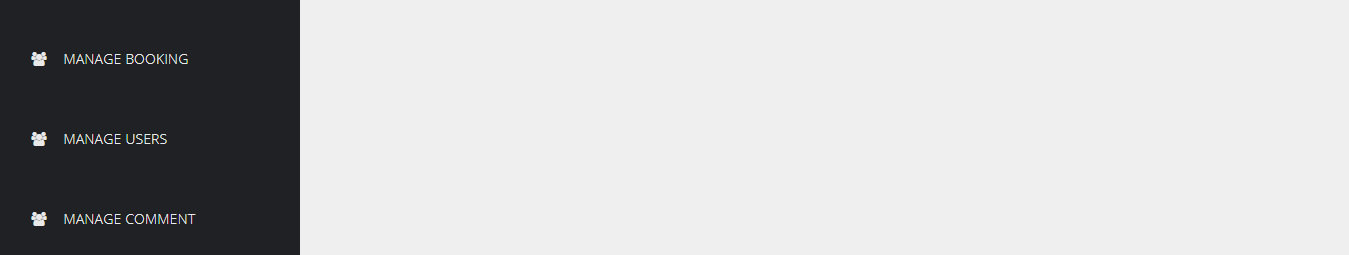 MANAGE BOOKING
MANAGE USERS
MANAGE COMMENT